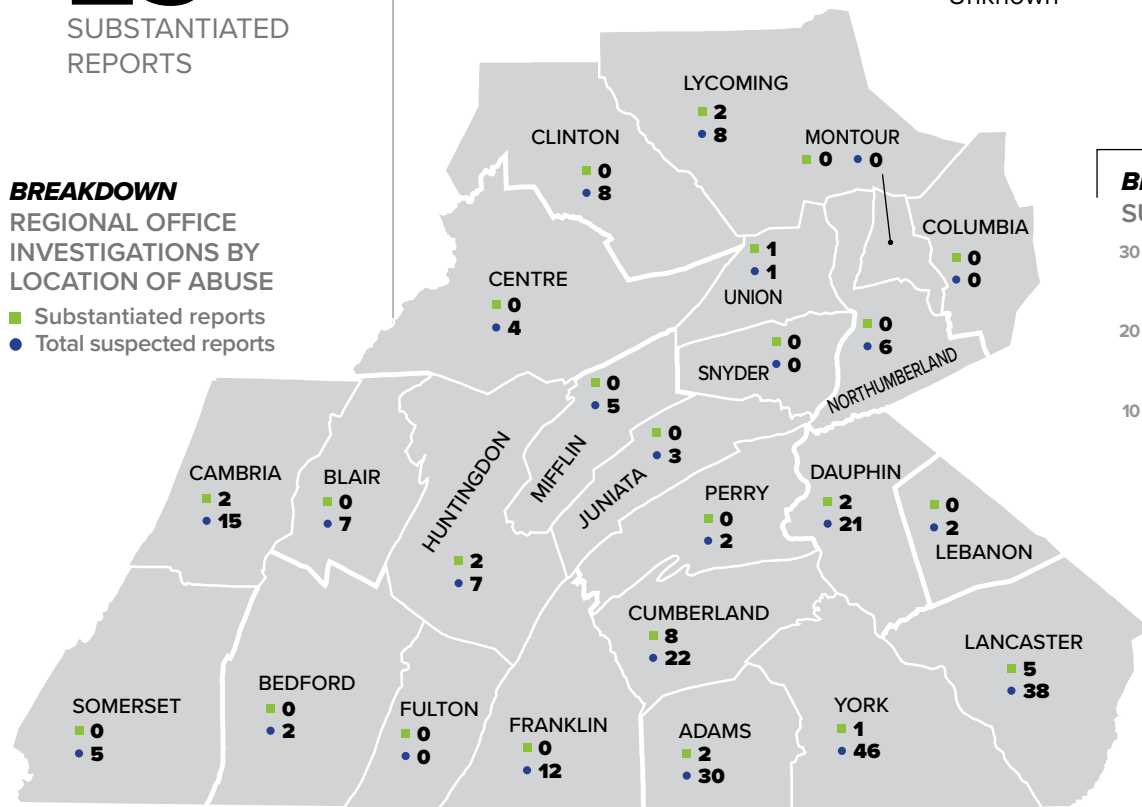 SUBSTANTIATED
REPORTS
BREAKDOWN
REGIONAL OFFICE
INVESTIGATIONS BY
LOCATION OF ABUSE
Substantiated reports
Total suspected reports
LYCOMING
2
8
CLINTON
0
8
MONTOUR
0 0
COLUMBIA
0
0
CENTRE
0
4
1
1
UNION
0
6
NORTHUMBERLAND
SNYDER
0
0
0
5
MIFFLIN
0
3
JUNIATA
CAMBRIA
2
15
BLAIR
0
7
HUNTINGDON
2
7
PERRY
0
2
DAUPHIN
2
21
0
2
LEBANON
CUMBERLAND
8
22
LANCASTER
5
38
SOMERSET
0
5
BEDFORD
0
2
FULTON
0
0
FRANKLIN
0
12
ADAMS
2
30
YORK
1
46
30
20
10